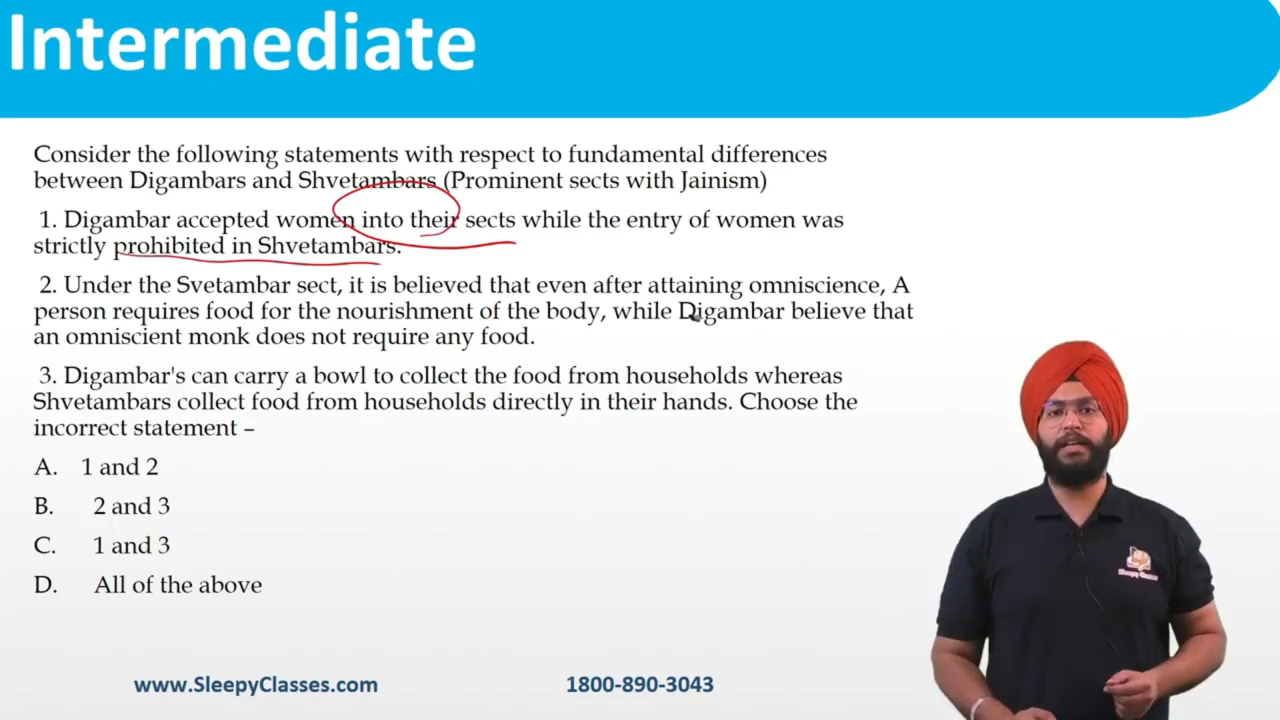 Intermediate
Consider the following statements with respect to fundamental differences
between Digambars and Shvetambars (Prominent sects with Jainism)
1. Digambar accepted women into their sects while the entry of women was
strictly prohibited in Shvetambars.
2. Under the Svetambar sect, it is believed that even after attaining omniscience, A
person requires food for the nourishment of the body, while Digambar believe that
an omniscient monk does not require any food.
3. Digambar's can carry a bowl to collect the food from households whereas
Shvetambars collect food from households directly in their hands. Choose the
incorrect statement –
A. 1 and 2
B. 2 and 3
C. 1 and 3
D. All of the above
Sleepy Classes
www.SleepyClasses.com
1800-890-3043